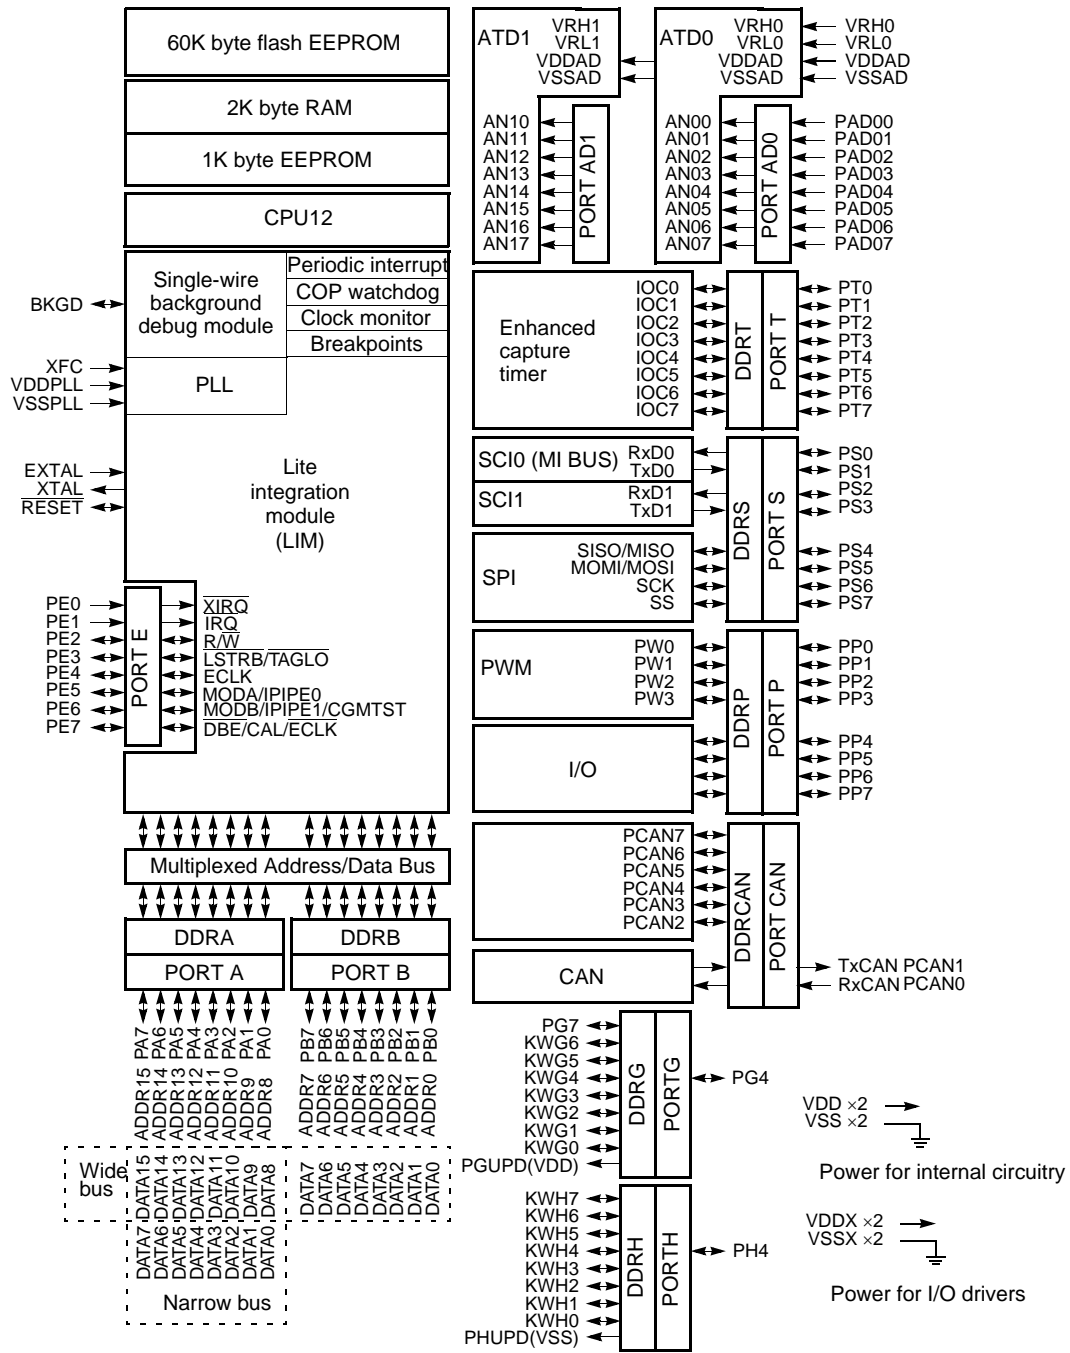 60K byte flash EEPROM
2K byte RAM
1K byte EEPROM
CPU12
Single-wire
background
debug module
Periodic interrupt
COP watchdog
Clock monitor
Breakpoints
BKGD
XFC
VDDPLL
VSSPLL
PLL
EXTAL
XTAL
RESET
Lite
integration
module
(LIM)
PE0
PE1
PE2
PE3
PE4
PE5
PE6
PE7
PORT E
XIRQ
IRQ
R/W
LSTRB/TAGLO
ECLK
MODA/IPIPE0
MODB/IPIPE1/CGMTST
DBE/CAL/ECLK
Multiplexed Address/Data Bus
DDRA
DDRB
PORT A
PORT B
PA7
PA6
PA5
PA4
PA3
PA2
PA1
PA0
PB7
PB6
PB5
PB4
PB3
PB2
PB1
PB0
ADDR15
ADDR14
ADDR13
ADDR12
ADDR11
ADDR10
ADDR9
ADDR8
ADDR7
ADDR6
ADDR5
ADDR4
ADDR3
ADDR2
ADDR1
ADDR0
Wide
bus
DATA15
DATA14
DATA13
DATA12
DATA11
DATA10
DATA9
DATA8
DATA7
DATA6
DATA5
DATA4
DATA3
DATA2
DATA1
DATA0
DATA7
DATA6
DATA5
DATA4
DATA3
DATA2
DATA1
DATA0
Narrow bus
ATD1
VRH1
VRL1
VDDAD
VSSAD
AN10
AN11
AN12
AN13
AN14
AN15
AN16
AN17
PORT AD1
ATD0
VRH0
VRL0
VDDAD
VSSAD
VRH0
VRL0
VDDAD
VSSAD
AN00
AN01
AN02
AN03
AN04
AN05
AN06
AN07
PORT AD0
PAD00
PAD01
PAD02
PAD03
PAD04
PAD05
PAD06
PAD07
Enhanced
capture
timer
IOC0
IOC1
IOC2
IOC3
IOC4
IOC5
IOC6
IOC7
DDRT
PORT T
PT0
PT1
PT2
PT3
PT4
PT5
PT6
PT7
SCI0 (MI BUS)
RxD0
TxD0
SCI1
RxD1
TxD1
SPI
SISO/MISO
MOMI/MOSI
SCK
SS
DDRS
PORT S
PS0
PS1
PS2
PS3
PS4
PS5
PS6
PS7
PWM
PW0
PW1
PW2
PW3
I/O
DDRP
PORT P
PP0
PP1
PP2
PP3
PP4
PP5
PP6
PP7
PCAN7
PCAN6
PCAN5
PCAN4
PCAN3
PCAN2
CAN
DDRCAN
PORT CAN
TxCAN PCAN1
RxCAN PCAN0
PG7
KWG6
KWG5
KWG4
KWG3
KWG2
KWG1
KWG0
PGUPD(VDD)
DDRG
PORTG
PG4
KWH7
KWH6
KWH5
KWH4
KWH3
KWH2
KWH1
KWH0
PHUPD(VSS)
DDRH
PORTH
PH4
VDD ×2
VSS ×2
Power for internal circuitry
VDDX ×2
VSSX ×2
Power for I/O drivers